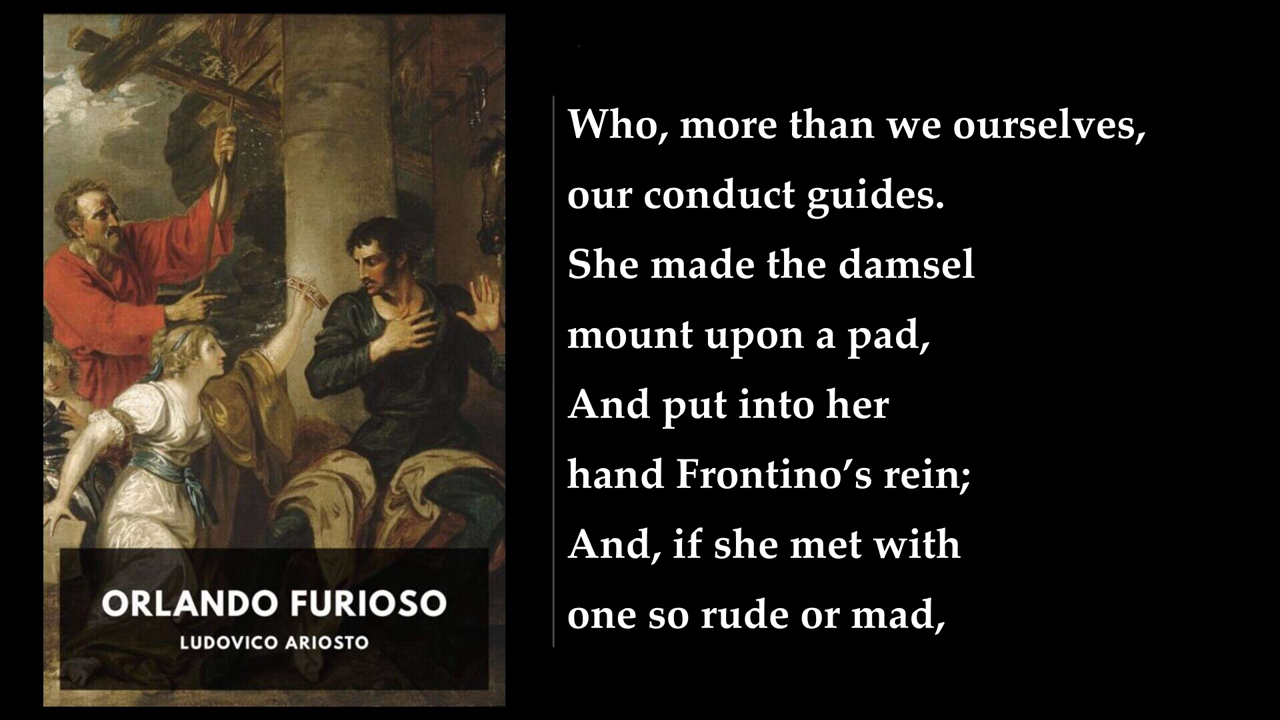 ORLANDO FURIOSO
LUDOVICO ARIOSTO
Who, more than we ourselves,
our conduct guides.
She made the damsel
mount upon a pad,
And put into her
hand Frontino’s rein;
And, if she met with
one so rude or mad,